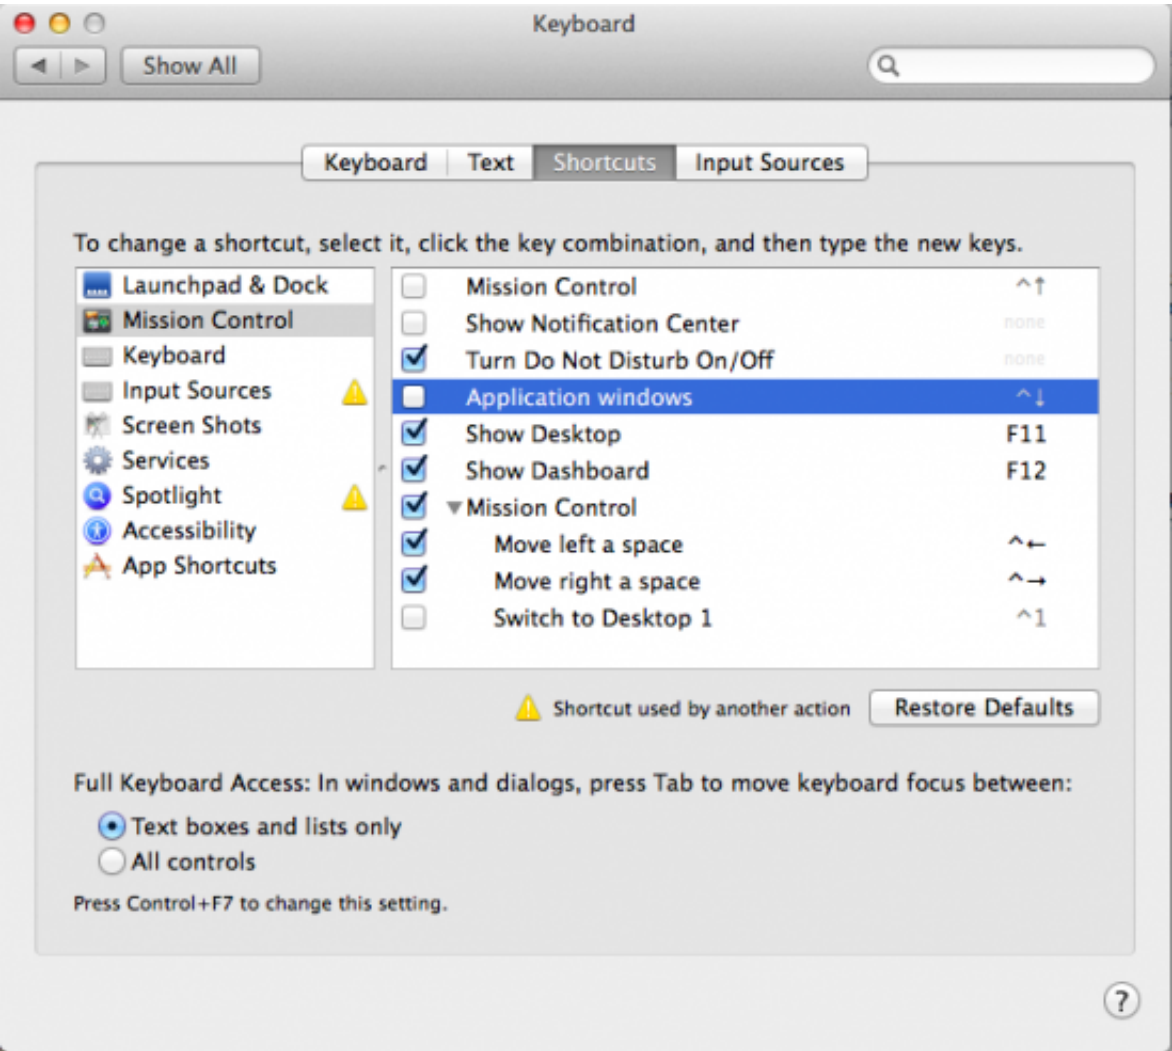 Keyboard
Show All
Keyboard Text Shortcuts Input Sources
To change a shortcut, select it, click the key combination, and then type the new keys.
Launchpad & Dock
Mission Control
Keyboard
Input Sources
Screen Shots
Services
Spotlight
Accessibility
App Shortcuts
Mission Control ^↑
Show Notification Center none
Turn Do Not Disturb On/Off none
Application windows ^↓
Show Desktop F11
Show Dashboard F12
Mission Control
Move left a space ^←
Move right a space ^→
Switch to Desktop 1 ^1
Shortcut used by another action Restore Defaults
Full Keyboard Access: In windows and dialogs, press Tab to move keyboard focus between:
Text boxes and lists only
All controls
Press Control+F7 to change this setting.
?